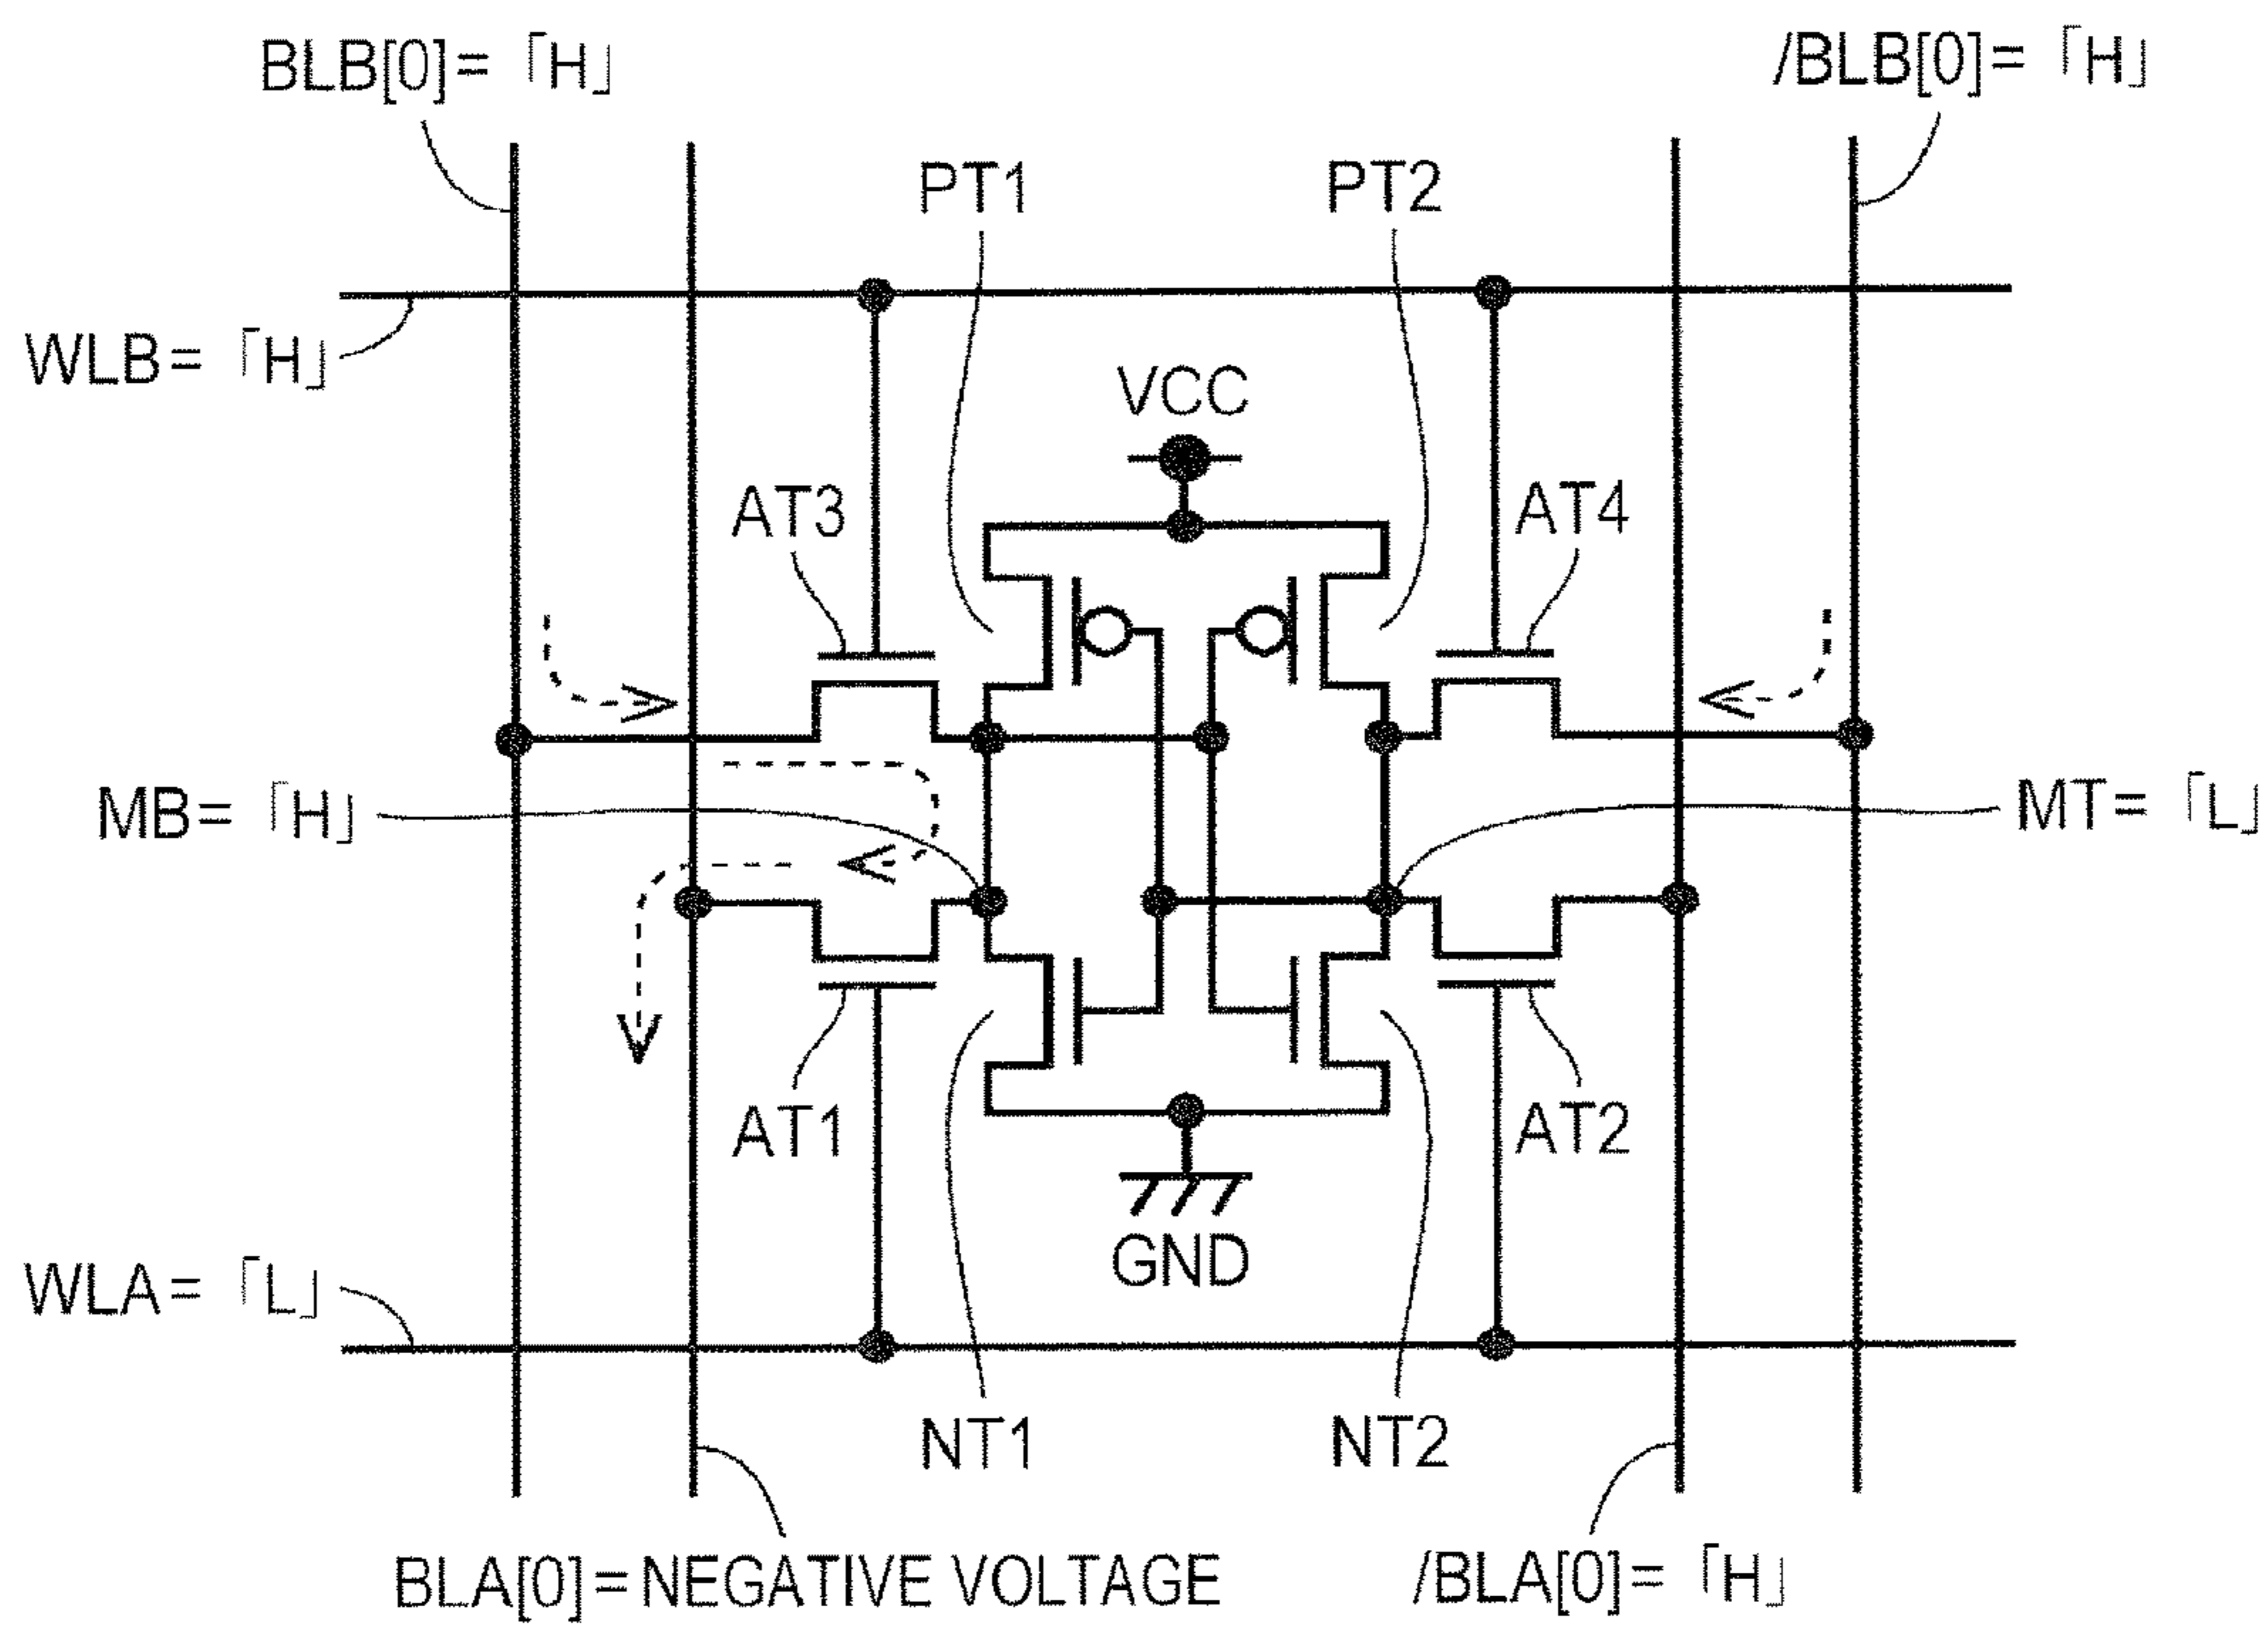 BLB[0]=「H」
/BLB[0]=「H」
PT1
PT2
WLB=「H」
VCC
AT3
AT4
MB=「H」
MT=「L」
AT1
AT2
GND
WLA=「L」
NT1
NT2
BLA[0]=NEGATIVE VOLTAGE
/BLA[0]=「H」